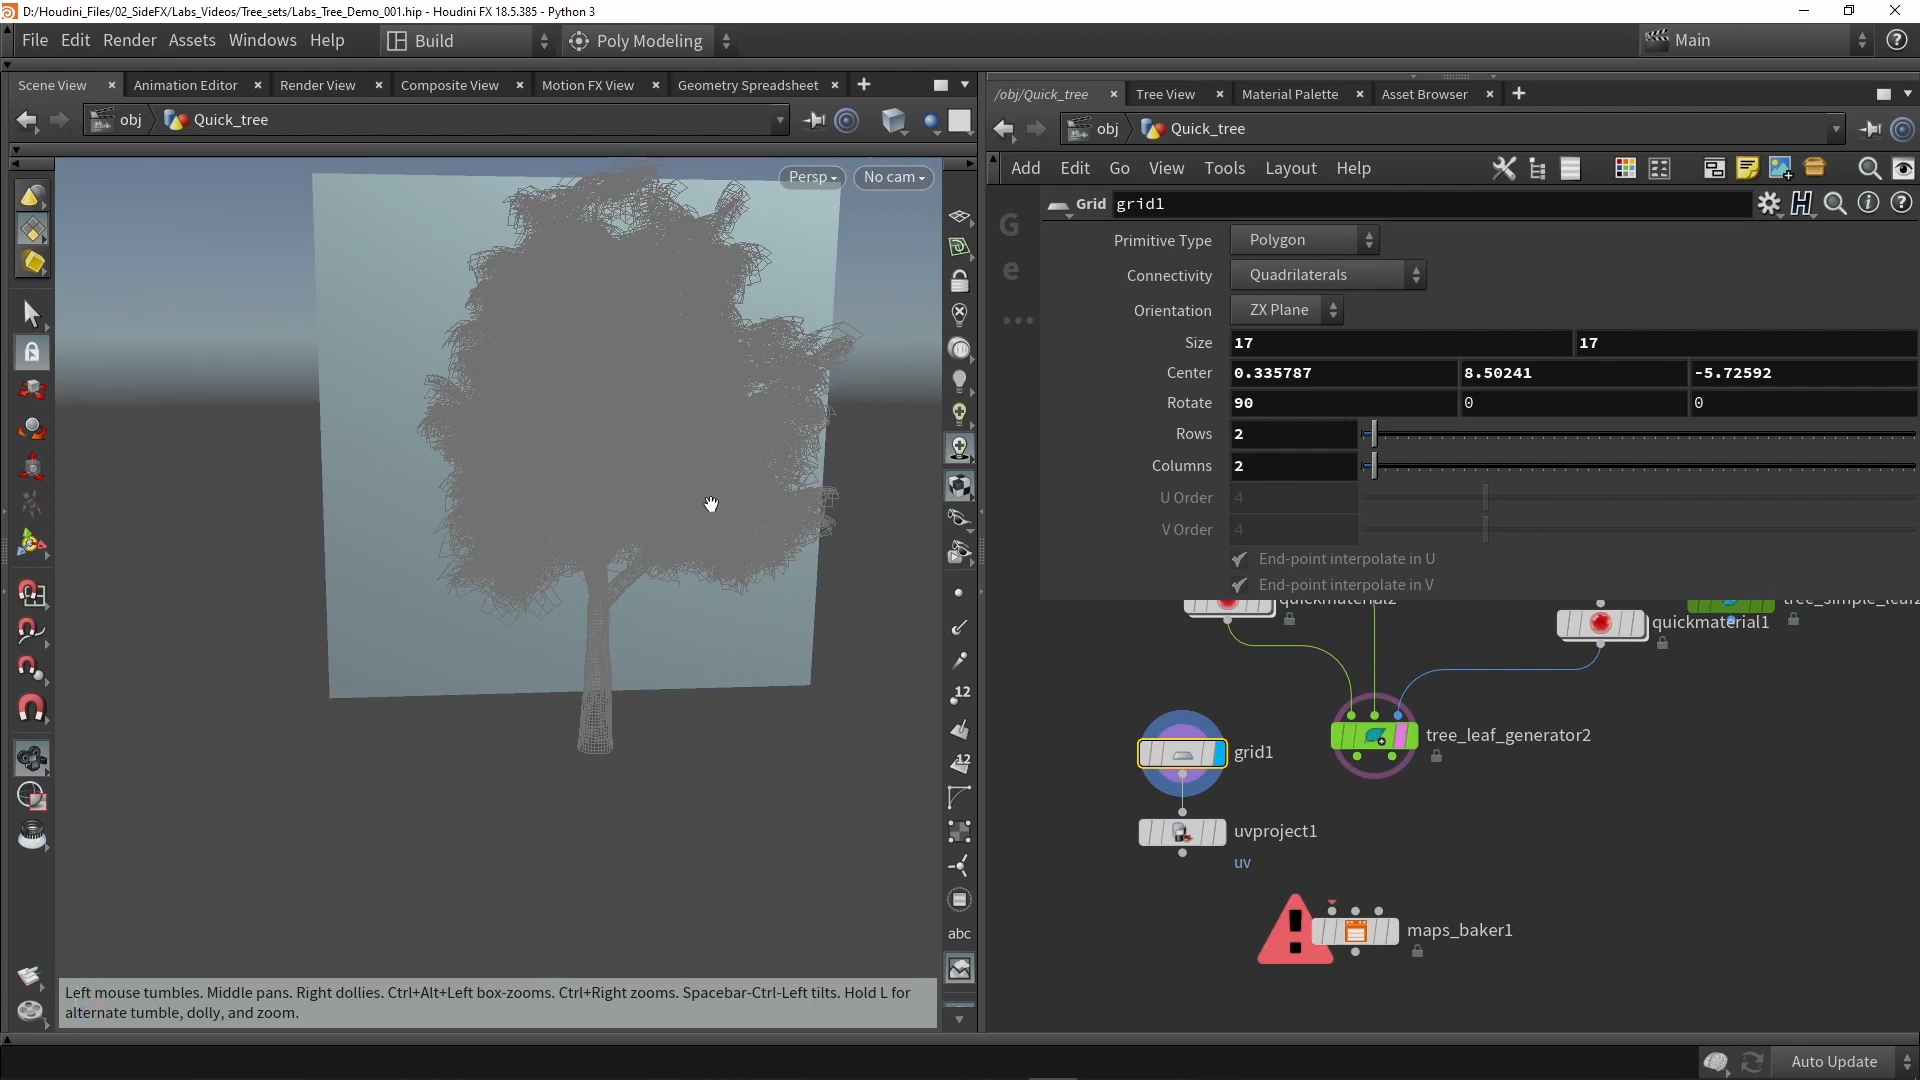 D:/Houdini_Files/02_SideFX/Labs_Videos/Tree_sets/Labs_Tree_Demo_001.hip - Houdini FX 18.5.385 - Python 3
File Edit Render Assets Windows Help Build Poly Modeling Main
Scene View Animation Editor Render View Composite View Motion FX View Geometry Spreadsheet
/obj/Quick_tree Tree View Material Palette Asset Browser
obj Quick_tree
obj Quick_tree
Add Edit Go View Tools Layout Help
Persp No cam
Grid grid1
Primitive Type Polygon
Connectivity Quadrilaterals
Orientation ZX Plane
Size 17 17
Center 0.335787 8.50241 -5.72592
Rotate 90 0 0
Rows 2
Columns 2
U Order 4
V Order 4
End-point interpolate in U
End-point interpolate in V
G
e
quickmaterial2
quickmaterial1
tree_leaf_generator2
grid1
uvproject1
uv
maps_baker1
12
12
abc
Left mouse tumbles. Middle pans. Right dollies. Ctrl+Alt+Left box-zooms. Ctrl+Right zooms. Spacebar-Ctrl-Left tilts. Hold L for
alternate tumble, dolly, and zoom.
Auto Update